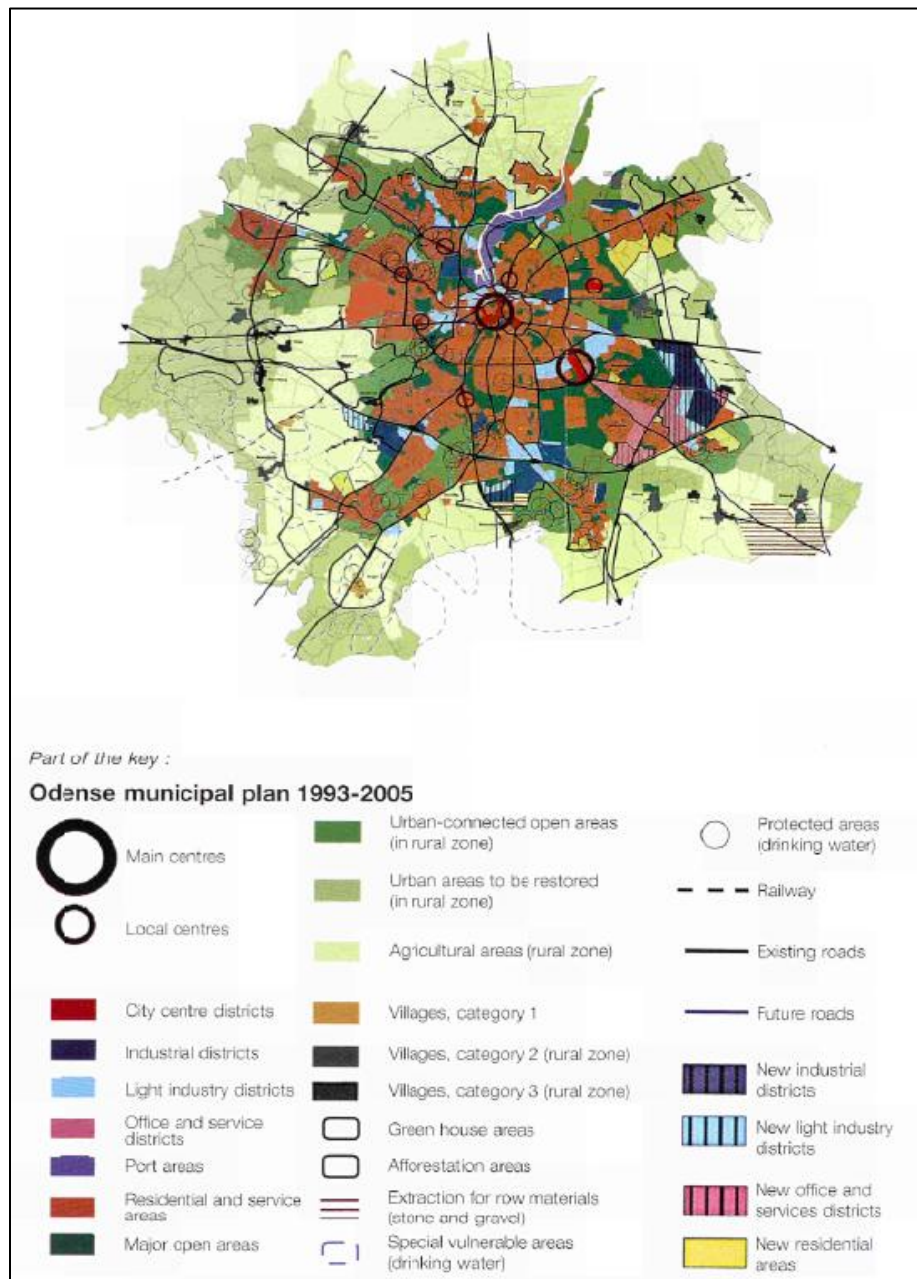 Part of the key :
Odense municipal plan 1993-2005
Main centres
Local centres
City centre districts
Industrial districts
Light industry districts
Office and service
districts
Port areas
Residential and service
areas
Major open areas
Urban-connected open areas
(in rural zone)
Urban areas to be restored
(in rural zone)
Agricultural areas (rural zone)
Villages, category 1
Villages, category 2 (rural zone)
Villages, category 3 (rural zone)
Green house areas
Afforestation areas
Extraction for row materials
(stone and gravel)
Special vulnerable areas
(drinking water)
Protected areas
(drinking water)
Railway
Existing roads
Future roads
New industrial
districts
New light industry
districts
New office and
services districts
New residential
areas